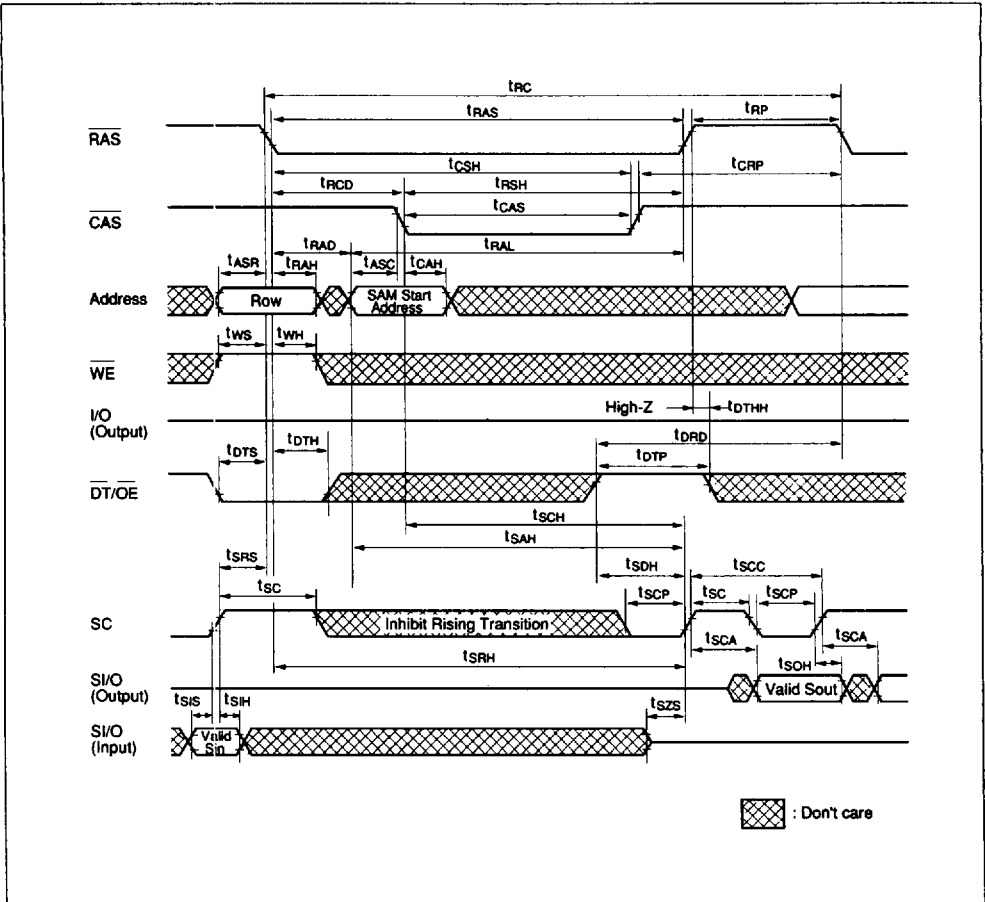 tRC
tRAS
tRP
RAS
tCSH
tCRP
tRCD
tRSH
CAS
tCAS
tRAD
tRAL
tASR
tRAH
tASC
tCAH
Address
Row
SAM Start
Address
tWS
tWH
WE
I/O
(Output)
High-Z
tDTHH
tDRD
tDTS
tDTH
tDTP
DT/OE
tSCH
tSAH
tSRS
tSDH
tSCC
tSC
tSCP
tSC
tSCP
SC
Inhibit Rising Transition
tSCA
tSCA
tSRH
tSOH
SI/O
(Output)
Valid Sout
tSIS
tSIH
tSZS
SI/O
(Input)
Valid
Sin
: Don't care